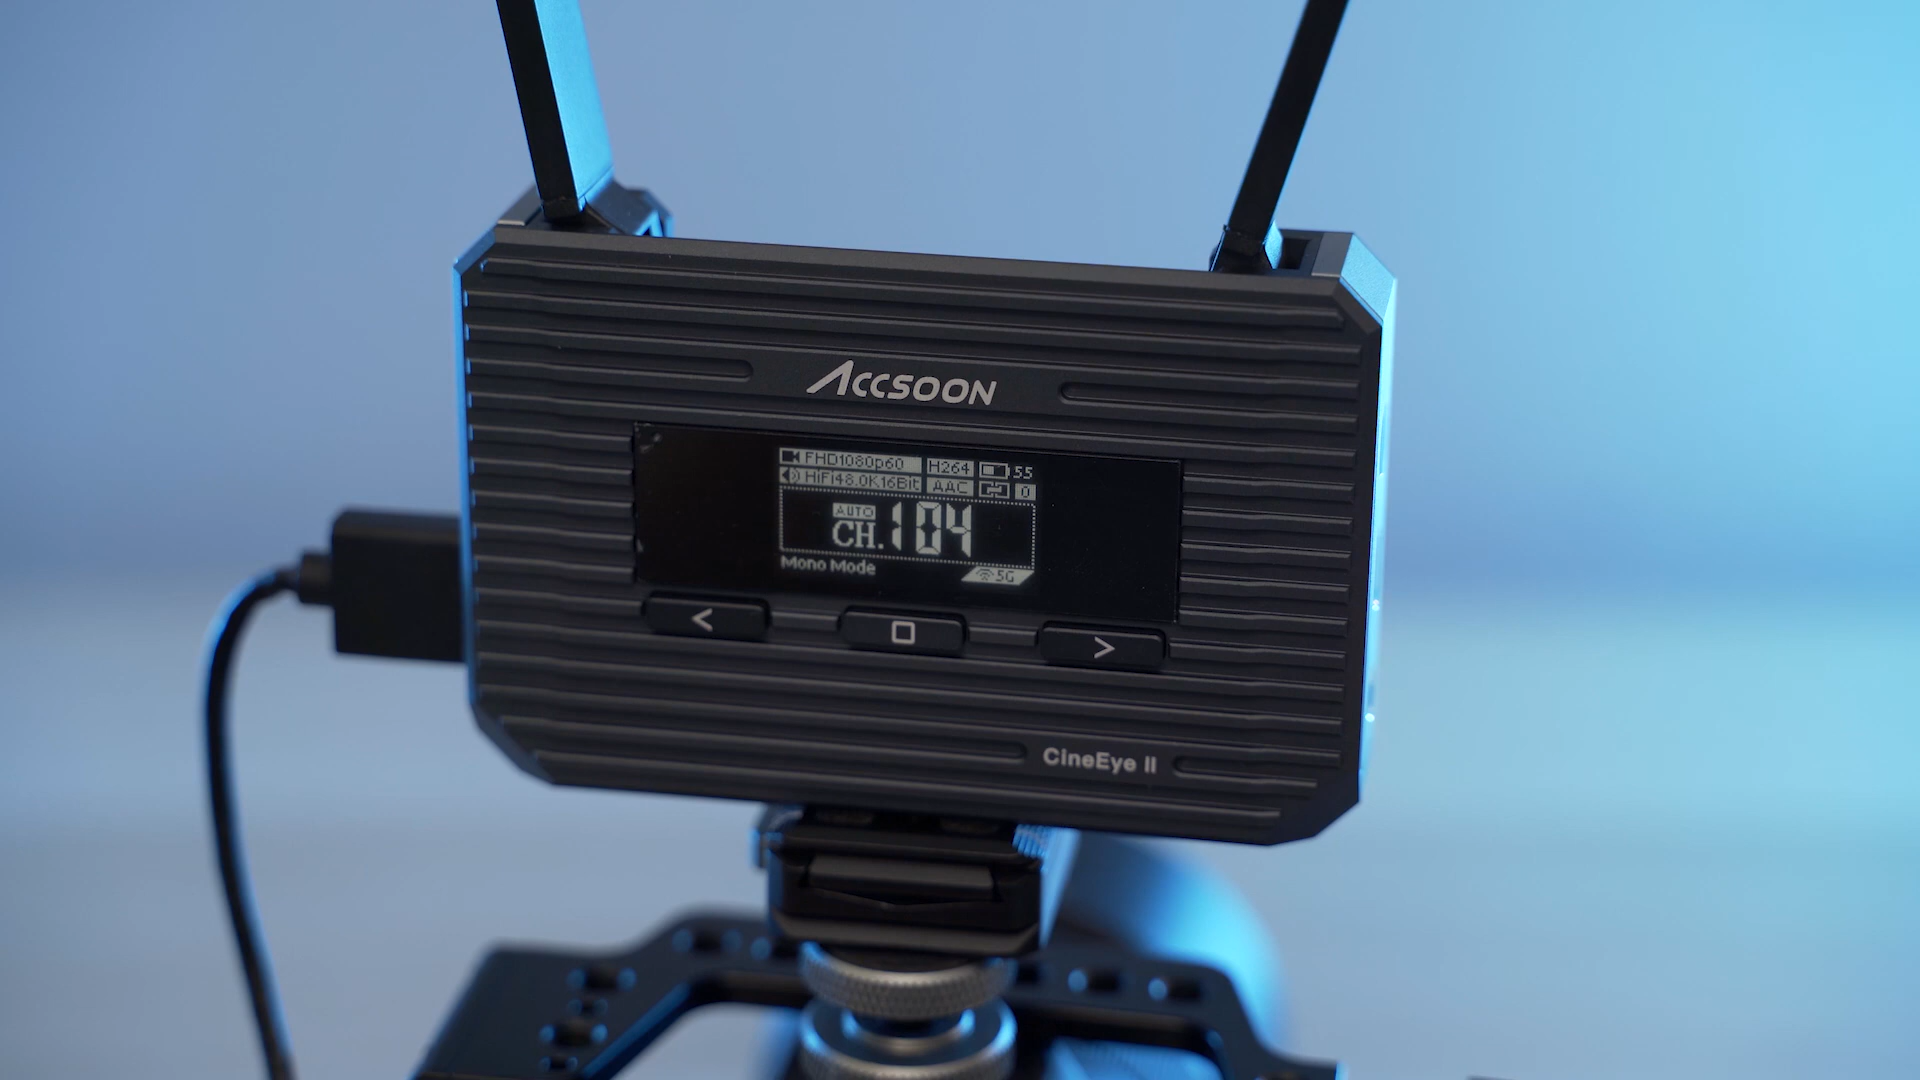 ACCSOON
FHD1080p60 H264 55
HiFi48.0K16Bit AAC 0
AUTO
CH.104
Mono Mode 5G
< □ >
CineEye II